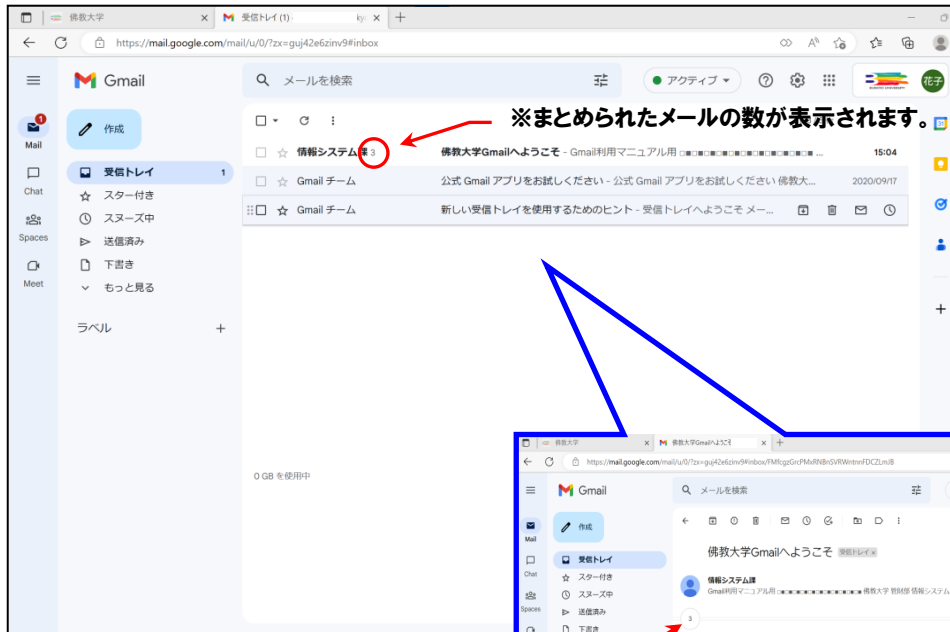 佛教大学
受信トレイ (1)
https://mail.google.com/mail/u/0/?zx=guj42e6zinv9#inbox
Gmail
メールを検索
アクティブ
花子
※まとめられたメールの数が表示されます。
1
Mail
作成
情報システム課 3
佛教大学Gmailへようこそ - Gmail利用マニュアル用 □■□■□■□■□■□■□■□■□■□■ ...
15:04
受信トレイ
1
Gmail チーム
公式 Gmail アプリをお試しください - 公式 Gmail アプリをお試しください 佛教大...
2020/09/17
Chat
スター付き
Gmail チーム
新しい受信トレイを使用するためのヒント - 受信トレイへようこそ メー...
スヌーズ中
Spaces
送信済み
下書き
Meet
もっと見る
ラベル
0 GB を使用中
佛教大学
佛教大学Gmailへようこそ
https://mail.google.com/mail/u/0/?zx=guj42e6zinv9#inbox/
Gmail
メールを検索
作成
Mail
佛教大学Gmailへようこそ
受信トレイ x
受信トレイ
Chat
スター付き
情報システム課
Gmail利用マニュアル用 □■□■□■□■□■□■□■□■□■□■ 佛教大学 管財部 情報システム
スヌーズ中
Spaces
送信済み
3
下書き